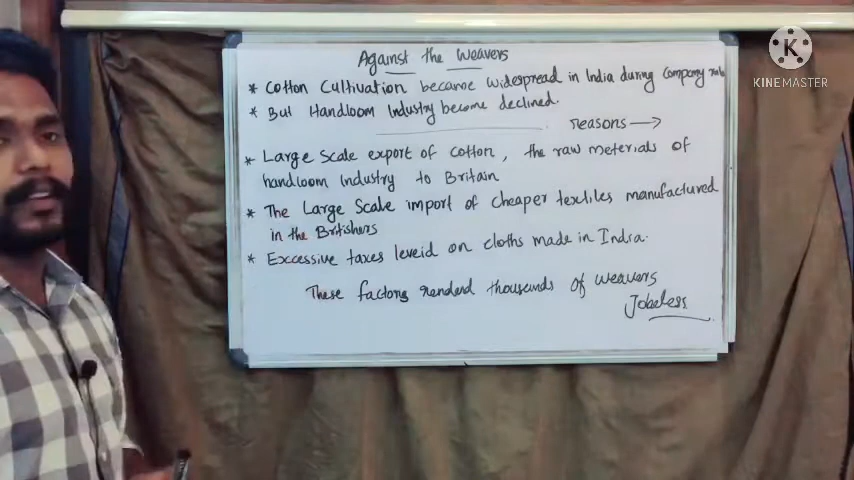 Against the Weavers
* Cotton Cultivation became widespread in India during Company rule
* But Handloom Industry become declined.
reasons →
* Large Scale export of cotton, the raw meterials of
handloom industry to Britain
* The Large Scale import of cheaper textiles manufactured
in the Britishers
* Excessive taxes leveid on cloths made in India.
These factors renderd thousands of weavers
Jobeless
K
KINEMASTER